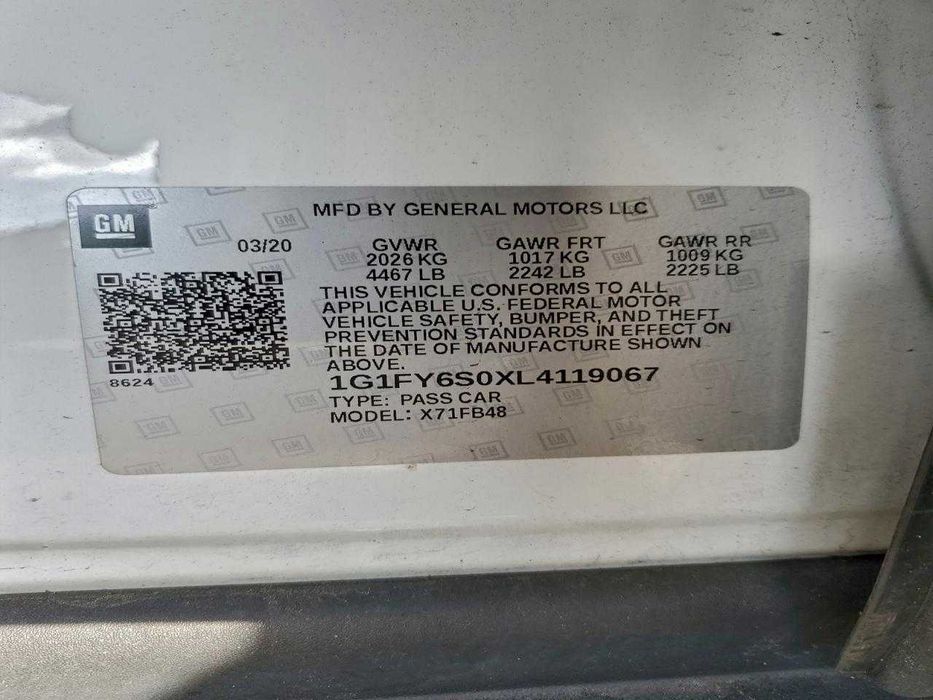 GM
MFD BY GENERAL MOTORS LLC
03/20 GVWR GAWR FRT GAWR RR
2026 KG 1017 KG 1009 KG
4467 LB 2242 LB 2225 LB
THIS VEHICLE CONFORMS TO ALL
APPLICABLE U.S. FEDERAL MOTOR
VEHICLE SAFETY, BUMPER, AND THEFT
PREVENTION STANDARDS IN EFFECT ON
THE DATE OF MANUFACTURE SHOWN
ABOVE.
8624
1G1FY6S0XL4119067
TYPE: PASS CAR
MODEL: X71FB48